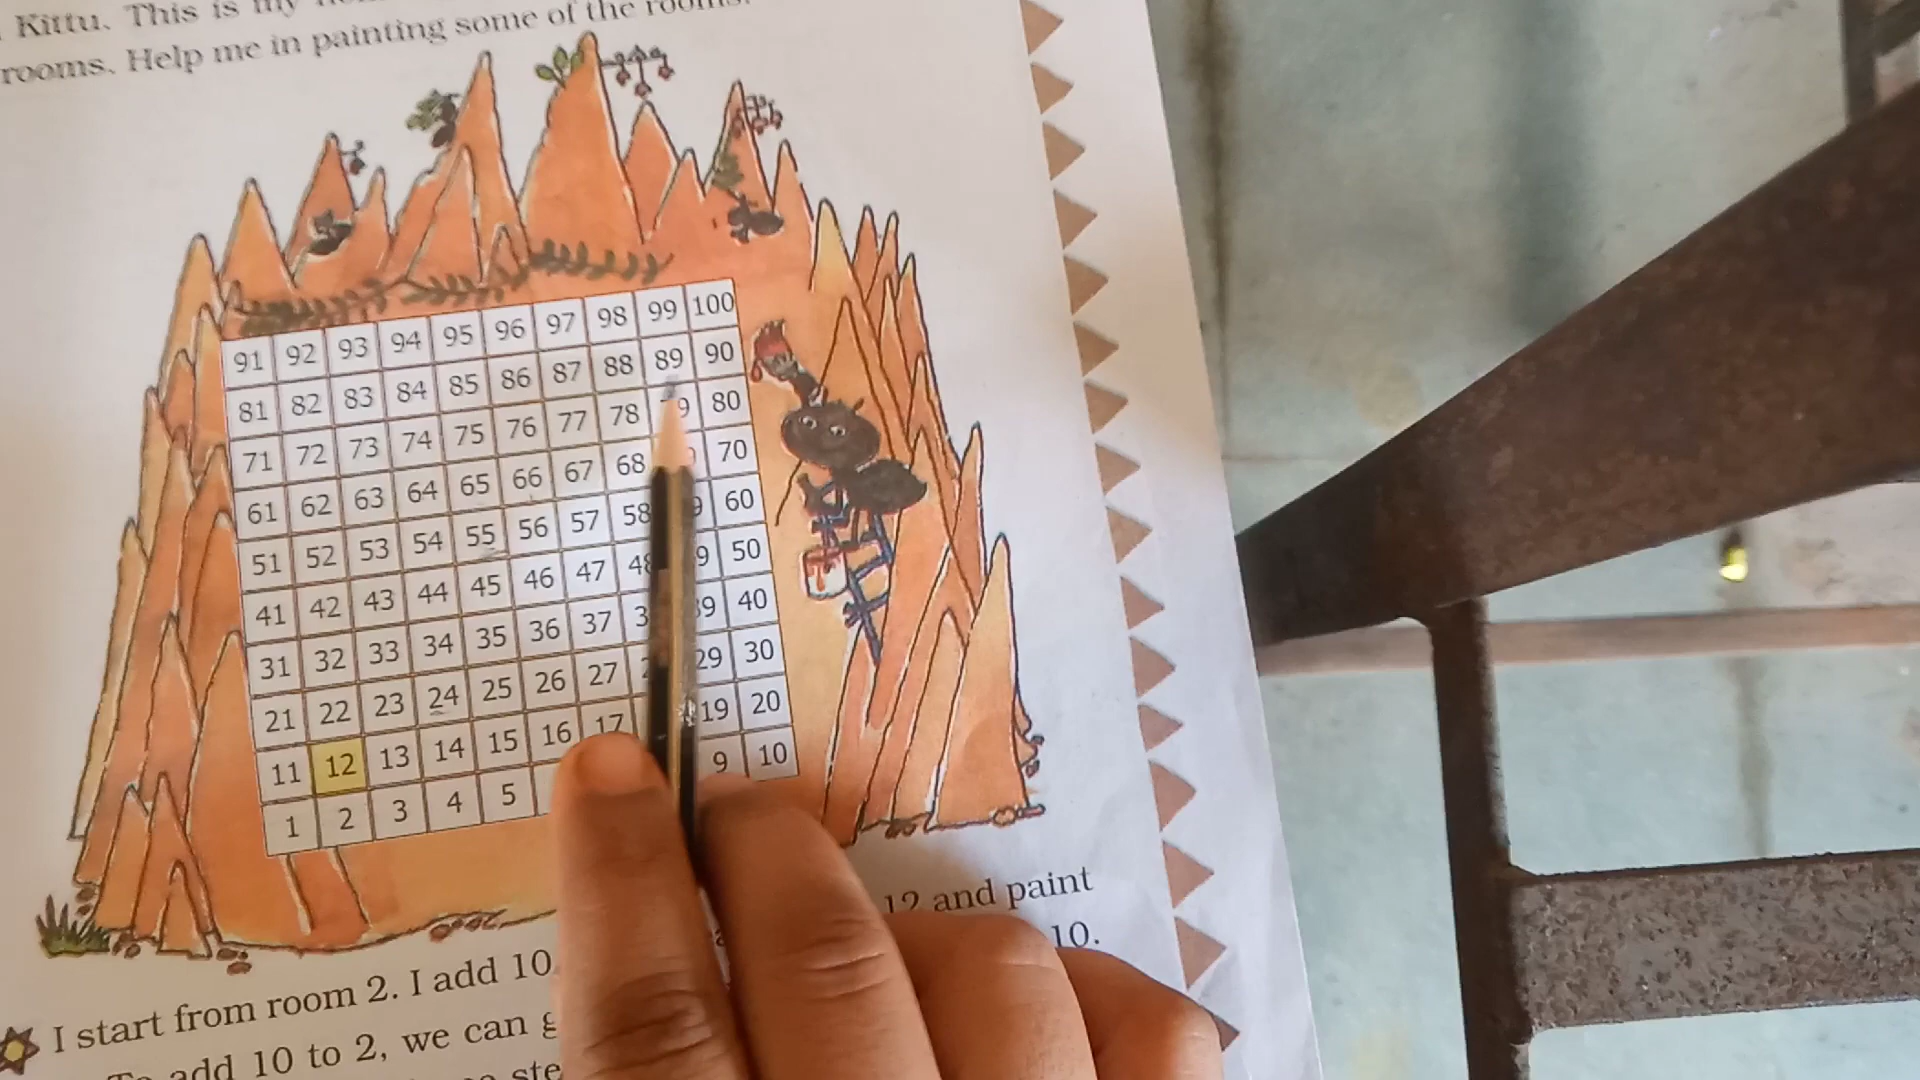 Kittu. This is my
rooms. Help me in painting some of the rooms.
91 92 93 94 95 96 97 98 99 100
81 82 83 84 85 86 87 88 89 90
71 72 73 74 75 76 77 78 79 80
61 62 63 64 65 66 67 68 70
51 52 53 54 55 56 57 58 60
41 42 43 44 45 46 47 48 9 50
31 32 33 34 35 36 37 3 39 40
21 22 23 24 25 26 27 2 29 30
11 12 13 14 15 16 17 19 20
1 2 3 4 5 9 10
I start from room 2. I add 10 12 and paint
To add 10 to 2, we can g 10.
ste